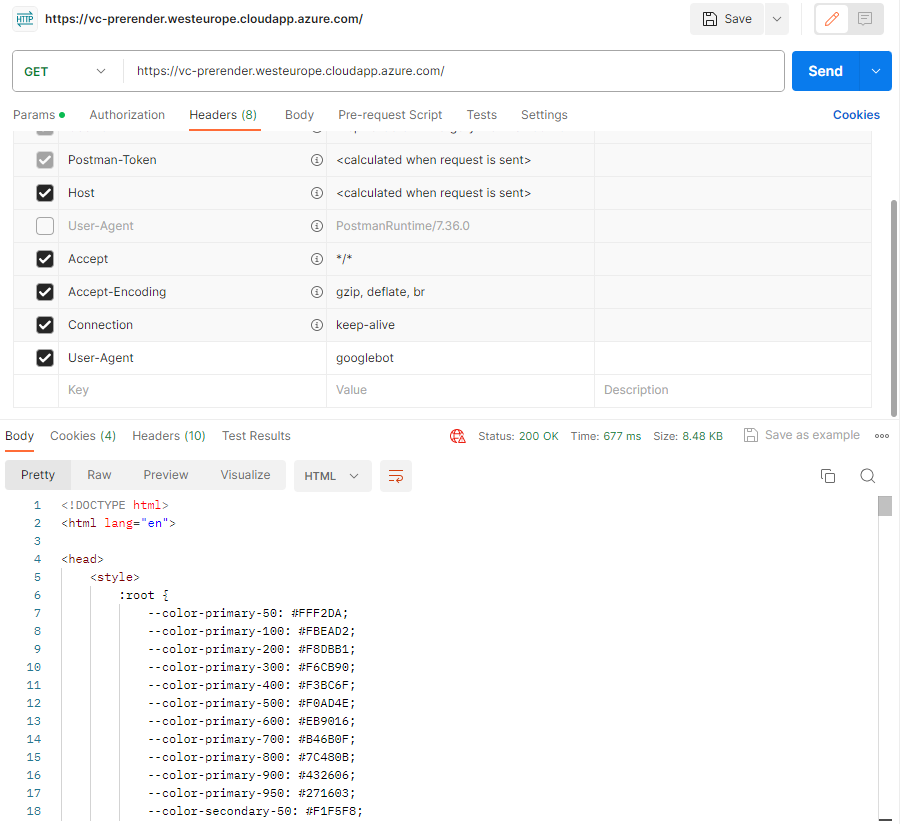 HTTP https://vc-prerender.westeurope.cloudapp.azure.com/ Save
GET https://vc-prerender.westeurope.cloudapp.azure.com/ Send
Params Authorization Headers (8) Body Pre-request Script Tests Settings Cookies
Postman-Token <calculated when request is sent>
Host <calculated when request is sent>
User-Agent PostmanRuntime/7.36.0
Accept */*
Accept-Encoding gzip, deflate, br
Connection keep-alive
User-Agent googlebot
Key Value Description
Body Cookies (4) Headers (10) Test Results Status: 200 OK Time: 677 ms Size: 8.48 KB Save as example
Pretty Raw Preview Visualize HTML
1 <!DOCTYPE html>
2 <html lang="en">
3
4 <head>
5 <style>
6 :root {
7 --color-primary-50: #FFF2DA;
8 --color-primary-100: #FBEAD2;
9 --color-primary-200: #F8DBB1;
10 --color-primary-300: #F6CB90;
11 --color-primary-400: #F3BC6F;
12 --color-primary-500: #F0AD4E;
13 --color-primary-600: #EB9016;
14 --color-primary-700: #B46B0F;
15 --color-primary-800: #7C480B;
16 --color-primary-900: #432606;
17 --color-primary-950: #271603;
18 --color-secondary-50: #F1F5F8;